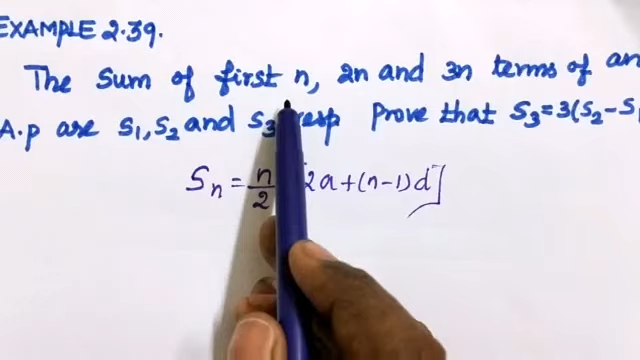 EXAMPLE 2.39.
The Sum of first n, 2n and 3n terms of an
A.p are S₁, S₂ and S₃ resp Prove that S₃=3(S₂-S₁
Sₙ = n/2 [2a+(n-1)d]